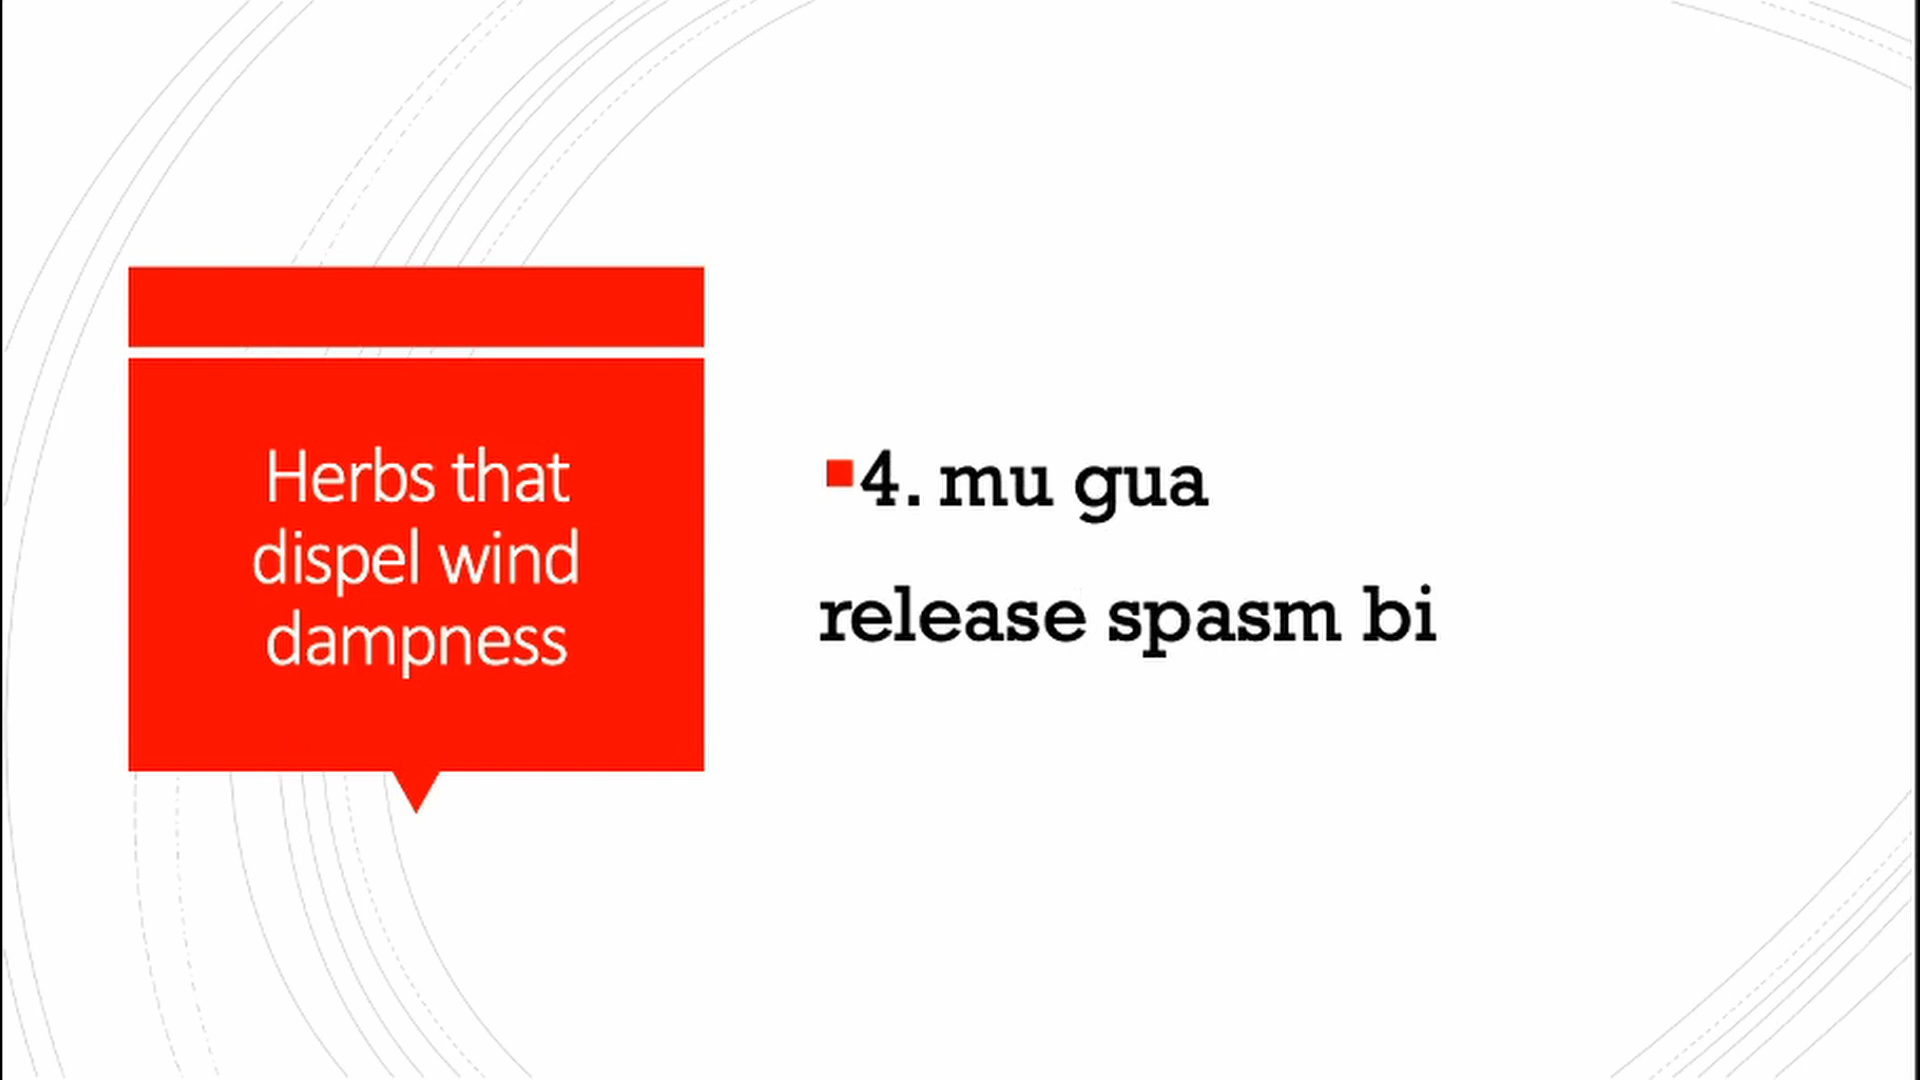 Herbs that
dispel wind
dampness
4. mu gua
release spasm bi